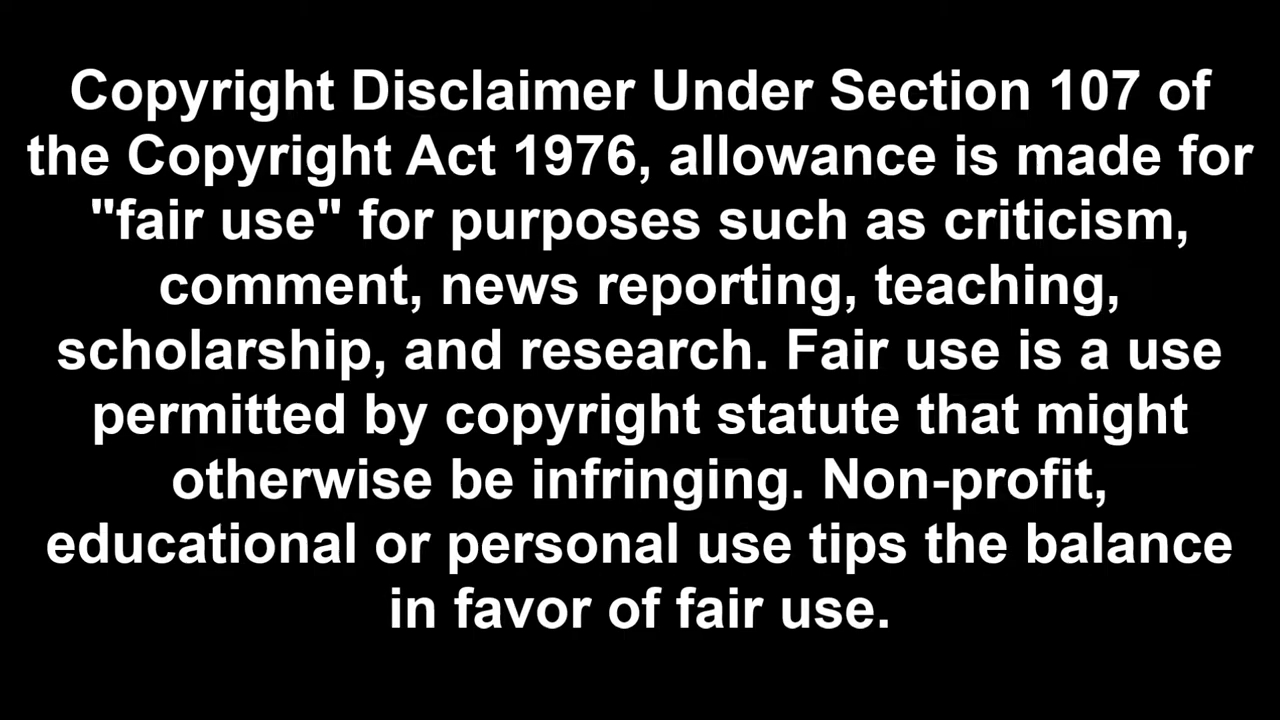 Copyright Disclaimer Under Section 107 of
the Copyright Act 1976, allowance is made for
"fair use" for purposes such as criticism,
comment, news reporting, teaching,
scholarship, and research. Fair use is a use
permitted by copyright statute that might
otherwise be infringing. Non-profit,
educational or personal use tips the balance
in favor of fair use.